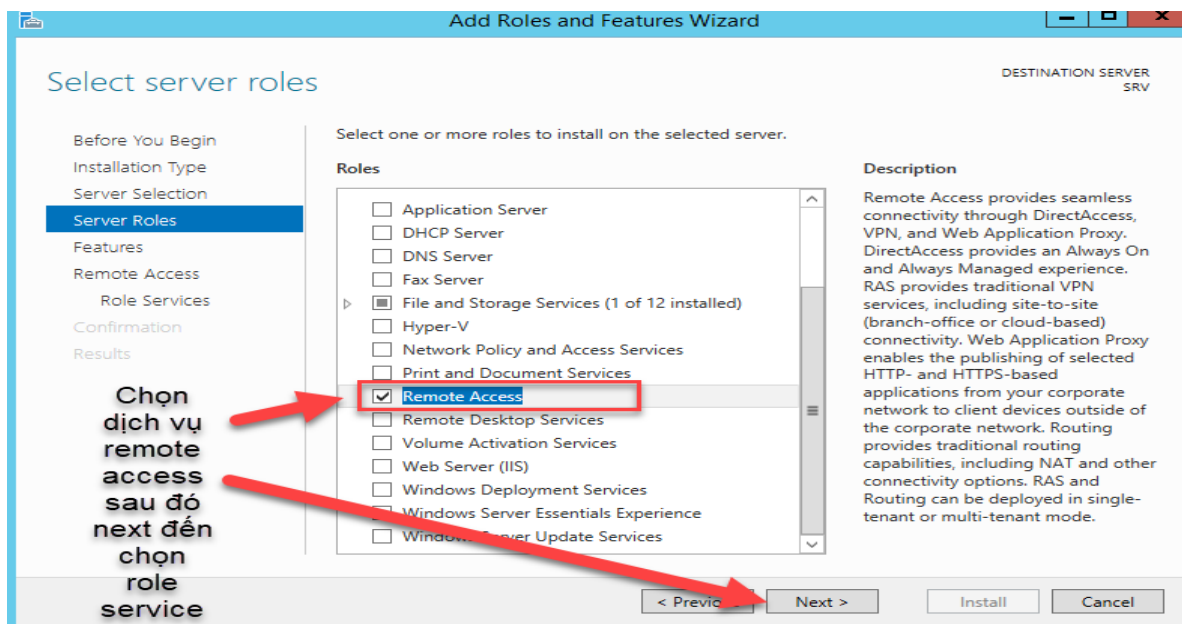 Add Roles and Features Wizard
Select server roles
DESTINATION SERVER
SRV
Before You Begin
Installation Type
Server Selection
Server Roles
Features
Remote Access
Role Services
Confirmation
Results
Chọn
dịch vụ
remote
access
sau đó
next đến
chọn
role
service
Select one or more roles to install on the selected server.
Roles
Application Server
DHCP Server
DNS Server
Fax Server
File and Storage Services (1 of 12 installed)
Hyper-V
Network Policy and Access Services
Print and Document Services
Remote Access
Remote Desktop Services
Volume Activation Services
Web Server (IIS)
Windows Deployment Services
Windows Server Essentials Experience
Windows Server Update Services
Description
Remote Access provides seamless
connectivity through DirectAccess,
VPN, and Web Application Proxy.
DirectAccess provides an Always On
and Always Managed experience.
RAS provides traditional VPN
services, including site-to-site
(branch-office or cloud-based)
connectivity. Web Application Proxy
enables the publishing of selected
HTTP- and HTTPS-based
applications from your corporate
network to client devices outside of
the corporate network. Routing
provides traditional routing
capabilities, including NAT and other
connectivity options. RAS and
Routing can be deployed in single-
tenant or multi-tenant mode.
< Previous
Next >
Install
Cancel